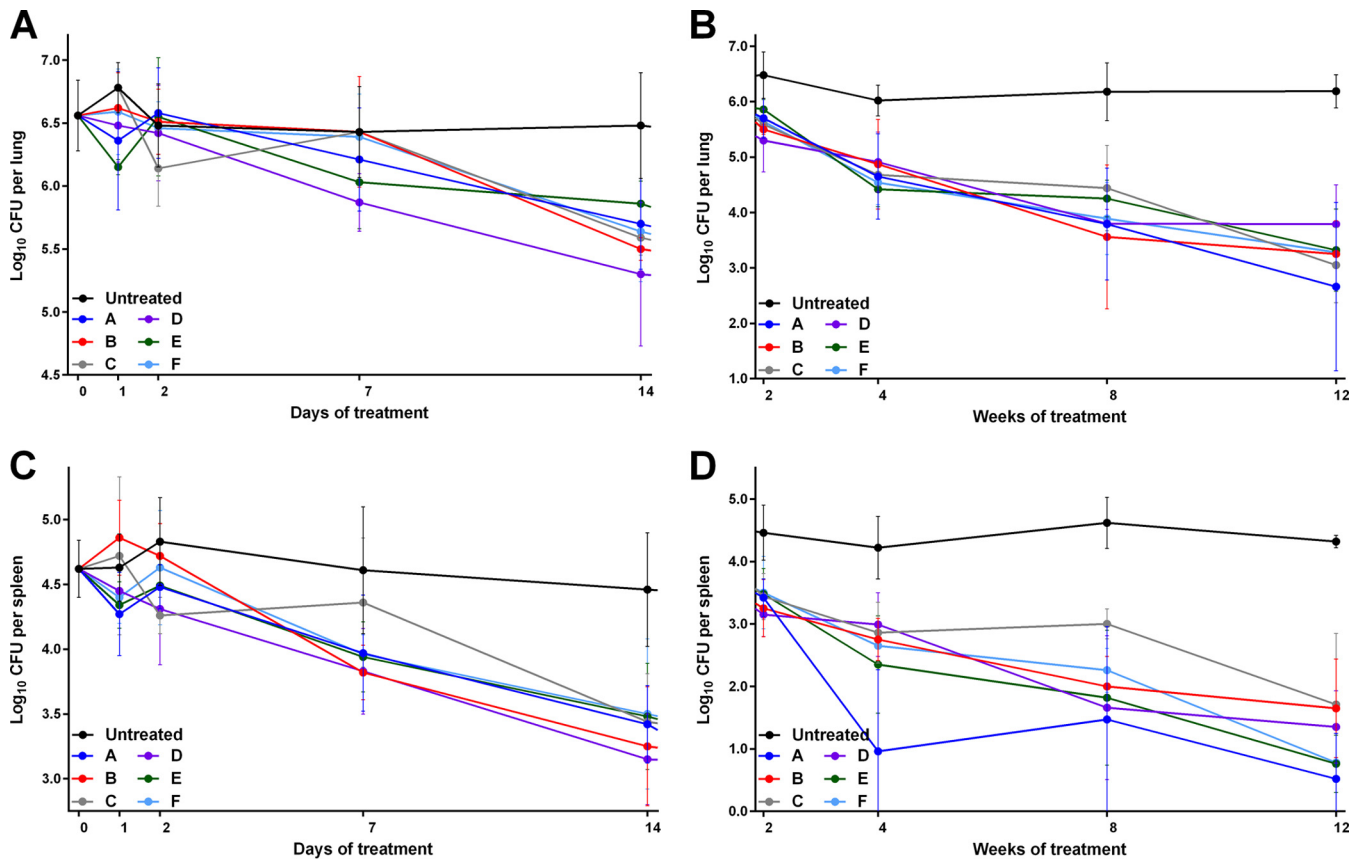 A
Log10 CFU per lung
7.0
6.5
6.0
5.5
5.0
4.5
Untreated
A D
B E
C F
0 1 2 7 14
Days of treatment
B
Log10 CFU per lung
7.0
6.0
5.0
4.0
3.0
2.0
1.0
Untreated
A D
B E
C F
2 4 8 12
Weeks of treatment
C
Log10 CFU per spleen
5.0
4.5
4.0
3.5
3.0
Untreated
A D
B E
C F
0 1 2 7 14
Days of treatment
D
Log10 CFU per spleen
5.0
4.0
3.0
2.0
1.0
0.0
Untreated
A D
B E
C F
2 4 8 12
Weeks of treatment